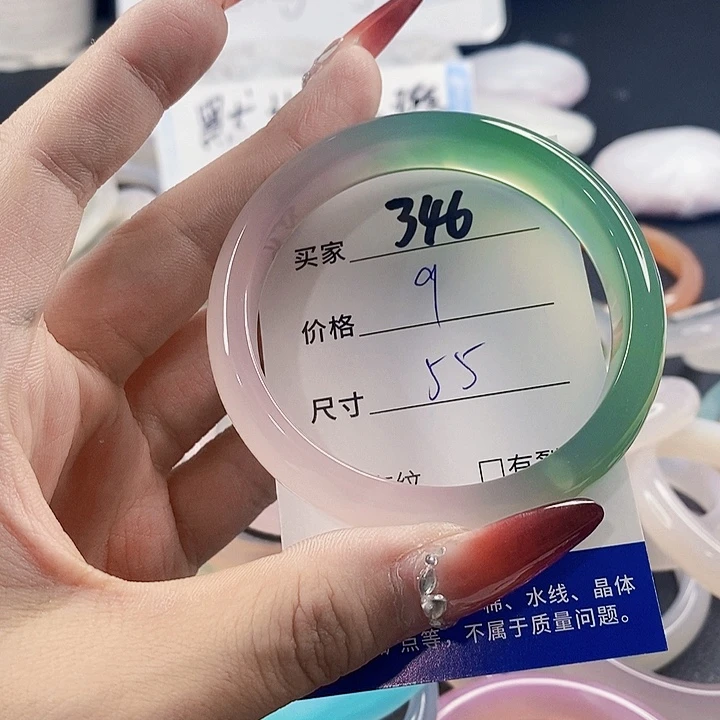 买家 346
价格 9
尺寸 55
纹 □有裂
棉、水线、晶体
点等，不属于质量问题。